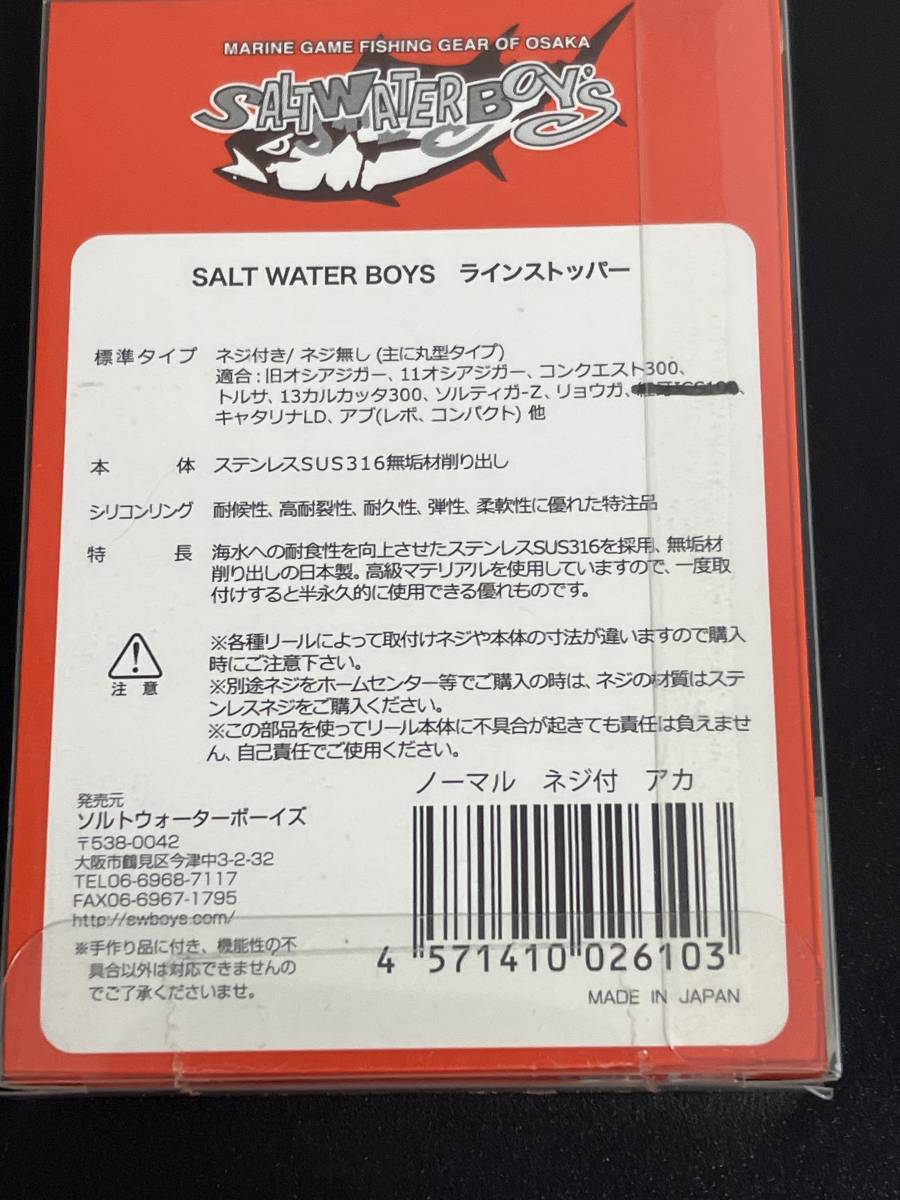 MARINE GAME FISHING GEAR OF OSAKA
SALTWATERBOY'S
SALT WATER BOYS ラインストッパー
標準タイプ ネジ付き/ ネジ無し (主に丸型タイプ)
適合:旧オシアジガー、11オシアジガー、コンクエスト300、
トルサ、13カルカッタ300、ソルティガ-Z、リョウガ、
キャタリナLD、アブ(レボ、コンパクト) 他
本 体 ステンレスSUS316無垢材削り出し
シリコンリング 耐候性、高耐裂性、耐久性、弾性、柔軟性に優れた特注品
特 長 海水への耐食性を向上させたステンレスSUS316を採用、無垢材
削り出しの日本製。高級マテリアルを使用していますので、一度取
付けすると半永久的に使用できる優れものです。
注 意
※各種リールによって取付けネジや本体の寸法が違いますので購入
時にご注意下さい。
※別途ネジをホームセンター等でご購入の時は、ネジの材質はステ
ンレスネジをご購入ください。
※この部品を使ってリール本体に不具合が起きても責任は負えませ
ん、自己責任でご使用ください。
ノーマル ネジ付 アカ
発売元
ソルトウォーターボーイズ
〒538-0042
大阪市鶴見区今津中3-2-32
TEL06-6968-7117
FAX06-6967-1795
http://swboys.com/
※手作り品に付き、機能性の不
具合以外は対応できませんの
でご了承くださいませ。
4 571410 026103
MADE IN JAPAN